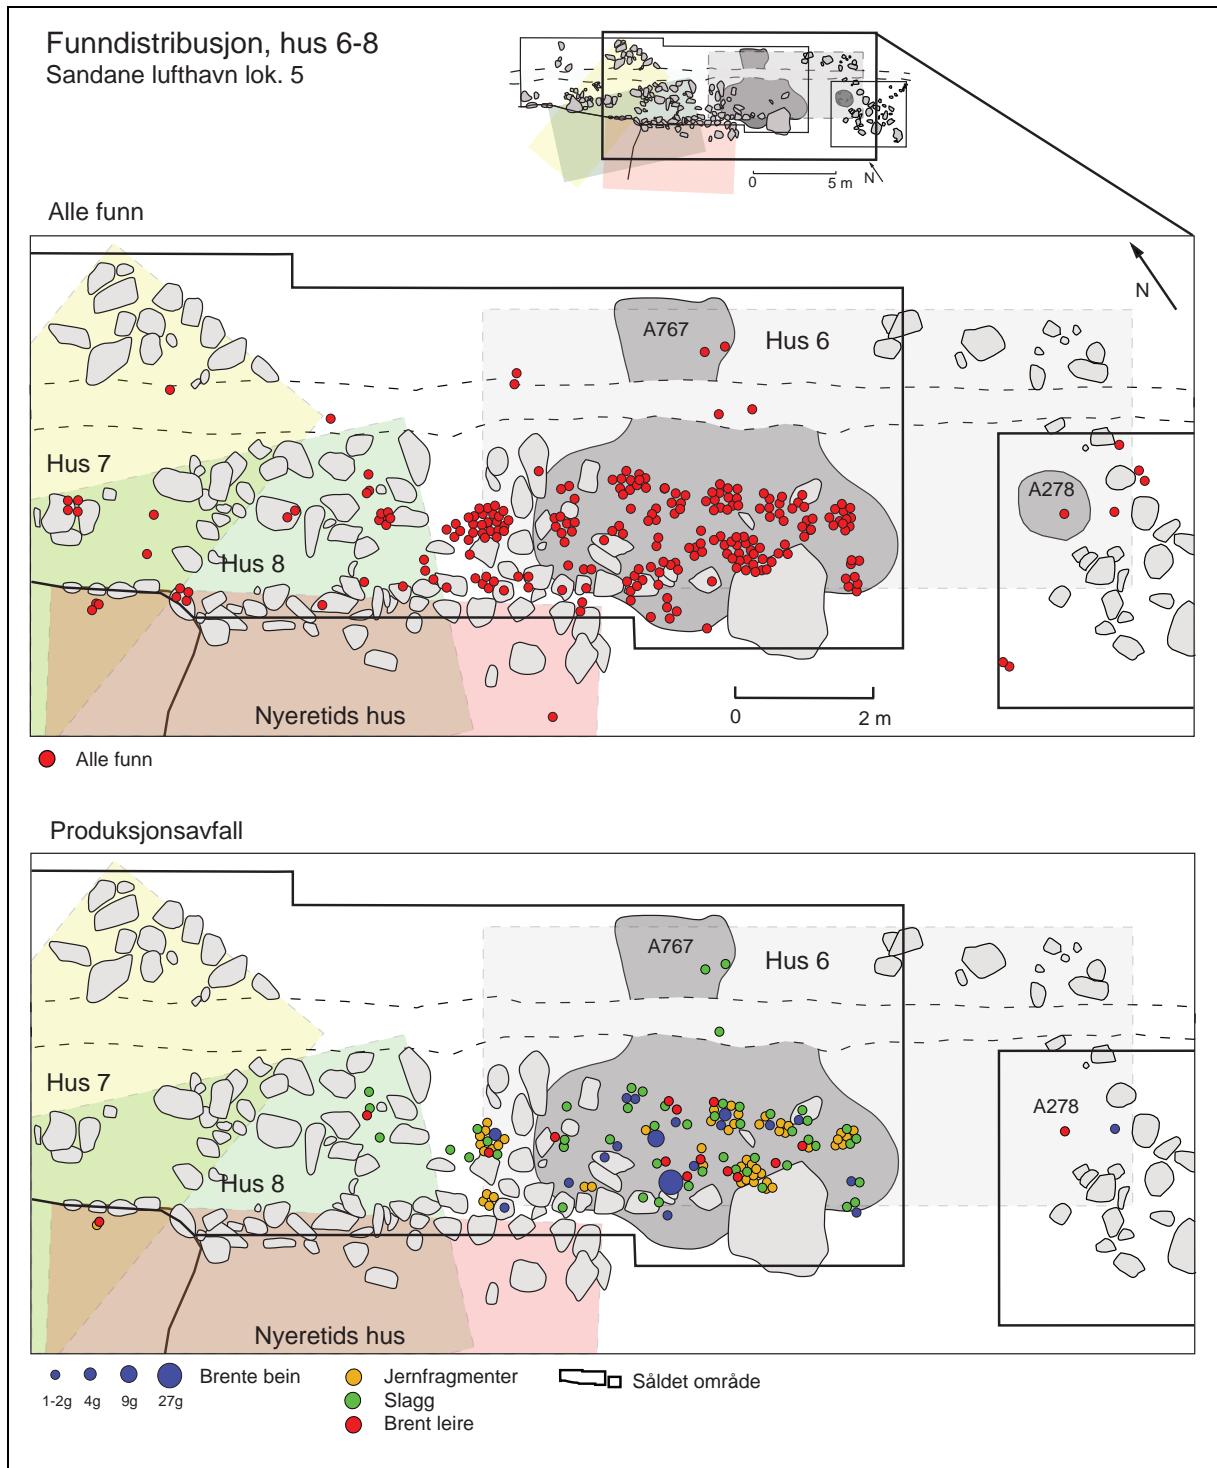 Funndistribusjon, hus 6-8
Sandane lufthavn lok. 5
0 5 m N
Alle funn
N
A767
Hus 6
Hus 7
A278
Hus 8
0 2 m
Nyeretids hus
Alle funn
Produksjonsavfall
A767
Hus 6
Hus 7
A278
Hus 8
Nyeretids hus
Brente bein
1-2g 4g 9g 27g
Jernfragmenter
Slagg
Brent leire
Såldet område